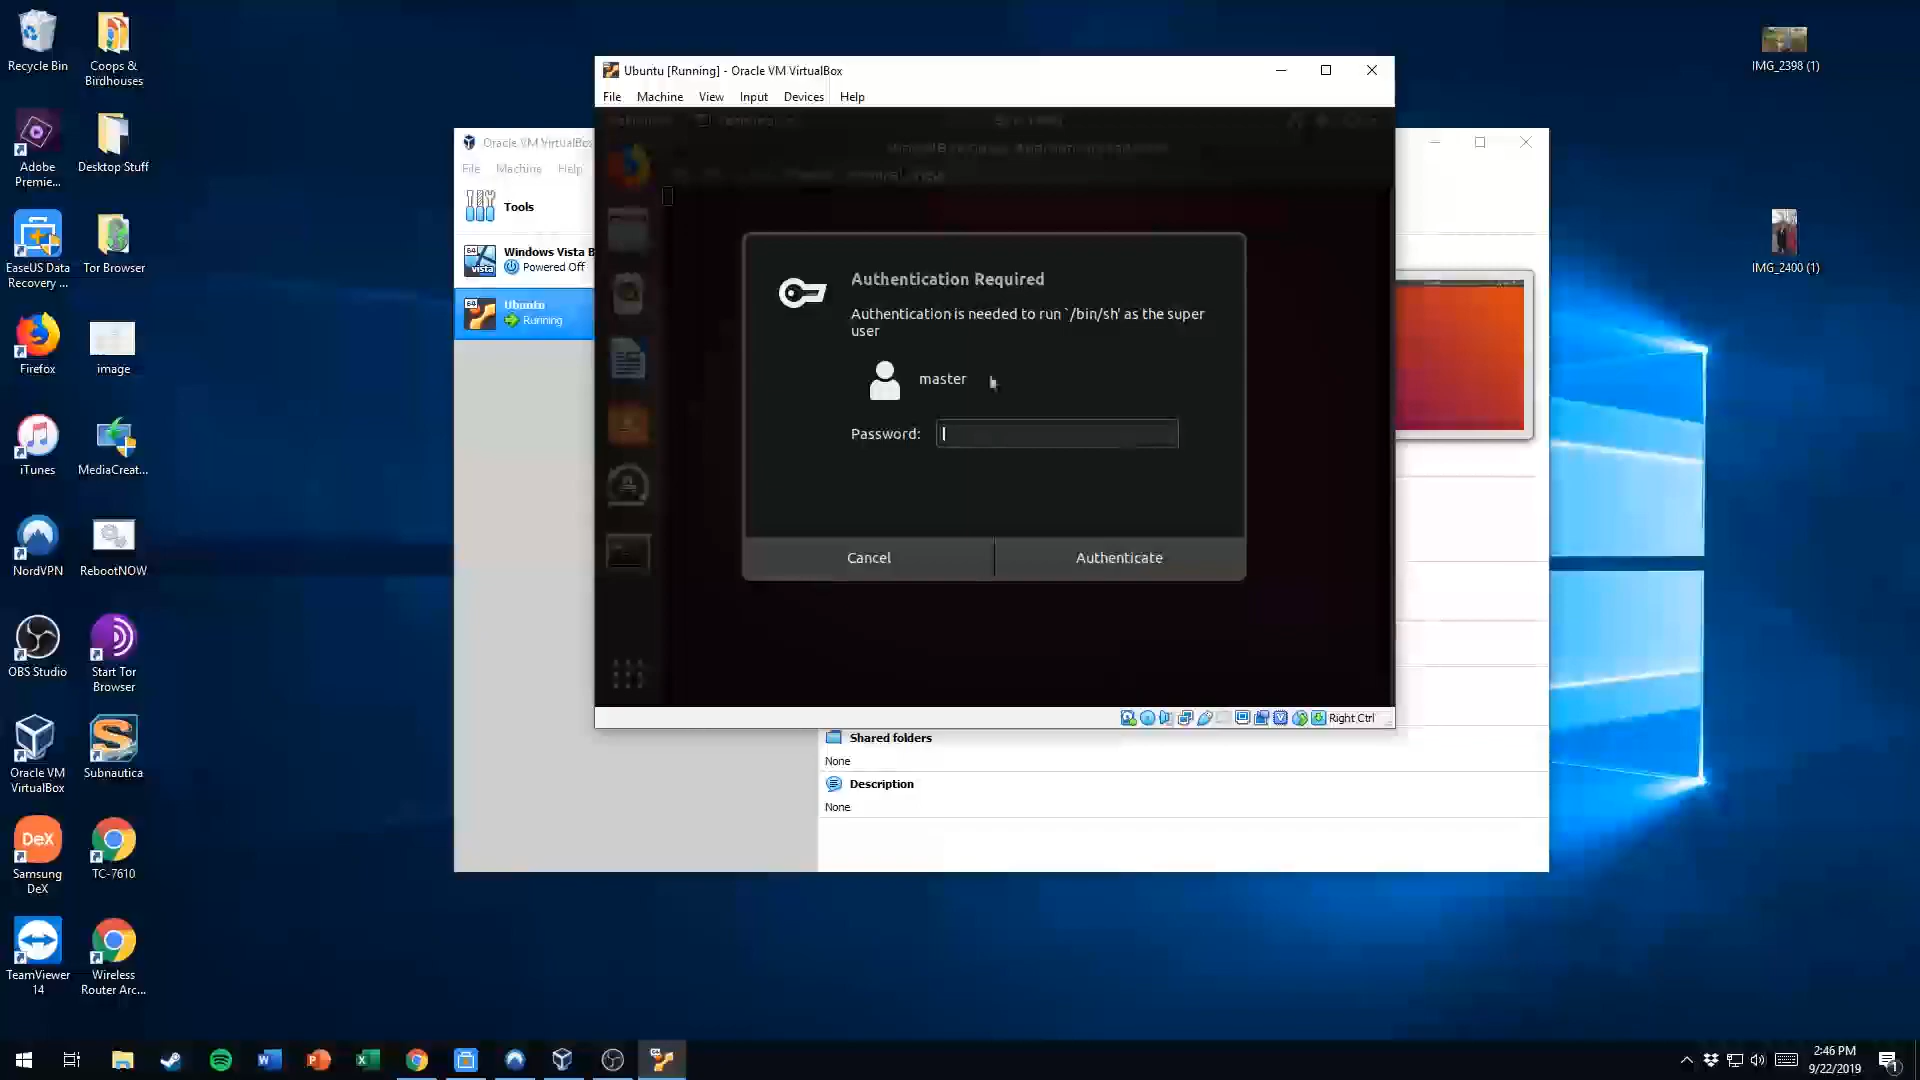 Recycle Bin
Coops &
Birdhouses
Adobe
Premie...
Desktop Stuff
EaseUS Data
Recovery ...
Tor Browser
Firefox
image
iTunes
MediaCreat...
NordVPN
RebootNOW
OBS Studio
Start Tor
Browser
Oracle VM
VirtualBox
Subnautica
DeX
Samsung
DeX
TC-7610
TeamViewer
14
Wireless
Router Arc...
IMG_2398 (1)
IMG_2400 (1)
Oracle VM VirtualBox
File Machine Help
Tools
64
vista
Windows Vista B
Powered Off
64
Ubuntu
Running
Ubuntu [Running] - Oracle VM VirtualBox
File Machine View Input Devices Help
Authentication Required
Authentication is needed to run `/bin/sh' as the super
user
master
Password:
Cancel Authenticate
Right Ctrl
Shared folders
None
Description
None
2:46 PM
9/22/2019
1